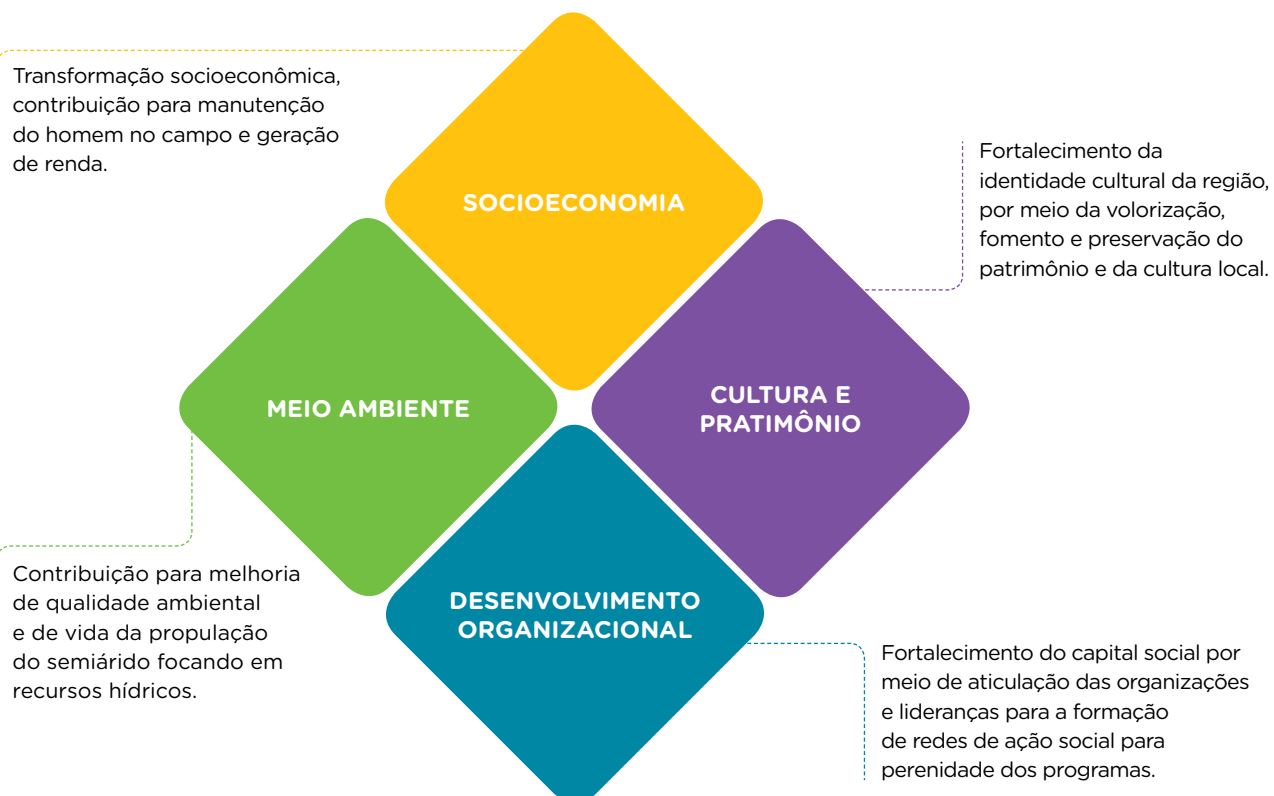 Transformação socioeconômica,
contribuição para manutenção
do homem no campo e geração
de renda.
SOCIOECONOMIA
Fortalecimento da
identidade cultural da região,
por meio da volorização,
fomento e preservação do
patrimônio e da cultura local.
MEIO AMBIENTE
CULTURA E
PRATIMÔNIO
Contribuição para melhoria
de qualidade ambiental
e de vida da propulação
do semiárido focando em
recursos hídricos.
DESENVOLVIMENTO
ORGANIZACIONAL
Fortalecimento do capital social por
meio de aticulação das organizações
e lideranças para a formação
de redes de ação social para
perenidade dos programas.